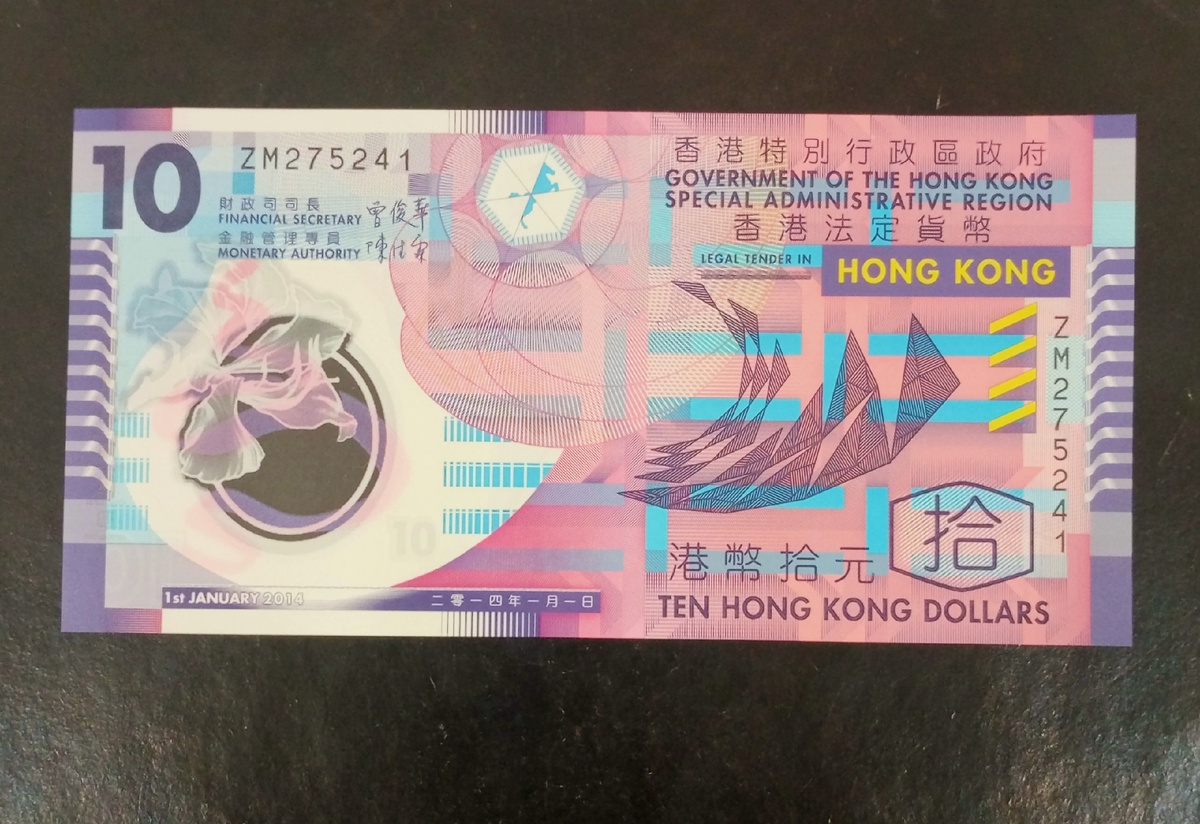 10
ZM275241
財政司司長
FINANCIAL SECRETARY
曾俊華
金融管理專員
MONETARY AUTHORITY
香港特別行政區政府
GOVERNMENT OF THE HONG KONG
SPECIAL ADMINISTRATIVE REGION
香港法定貨幣
LEGAL TENDER IN
HONG KONG
ZM275241
10
拾
港幣拾元
TEN HONG KONG DOLLARS
1st JANUARY 2014
二零一四年一月一日